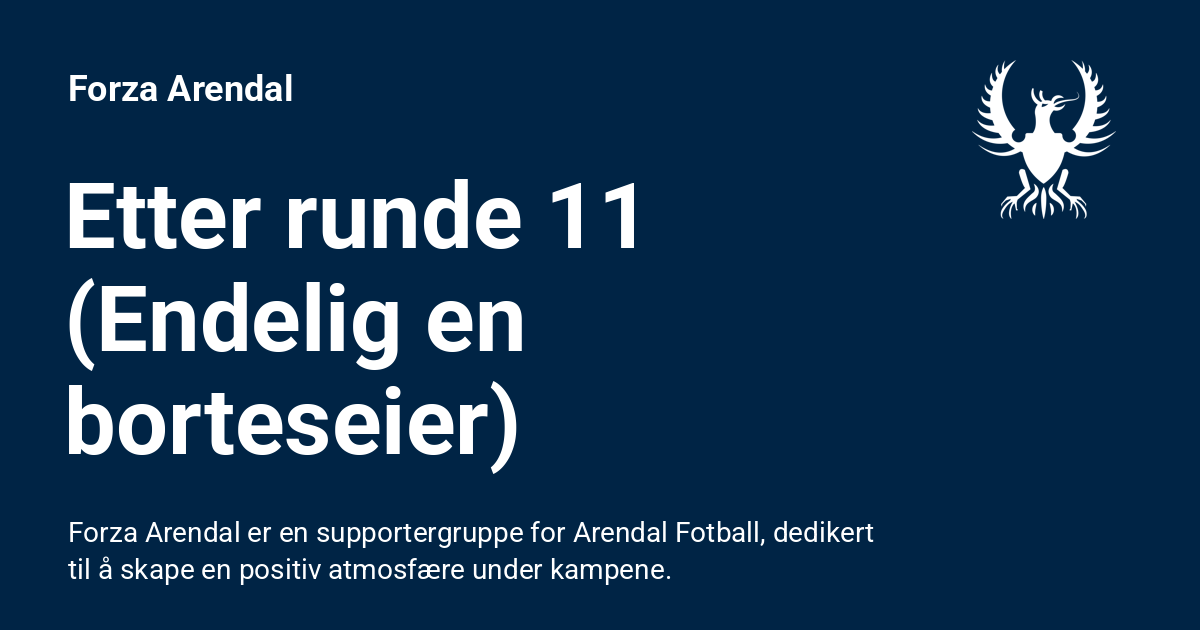 Forza Arendal
Etter runde 11
(Endelig en
borteseier)
Forza Arendal er en supportergruppe for Arendal Fotball, dedikert
til å skape en positiv atmosfære under kampene.